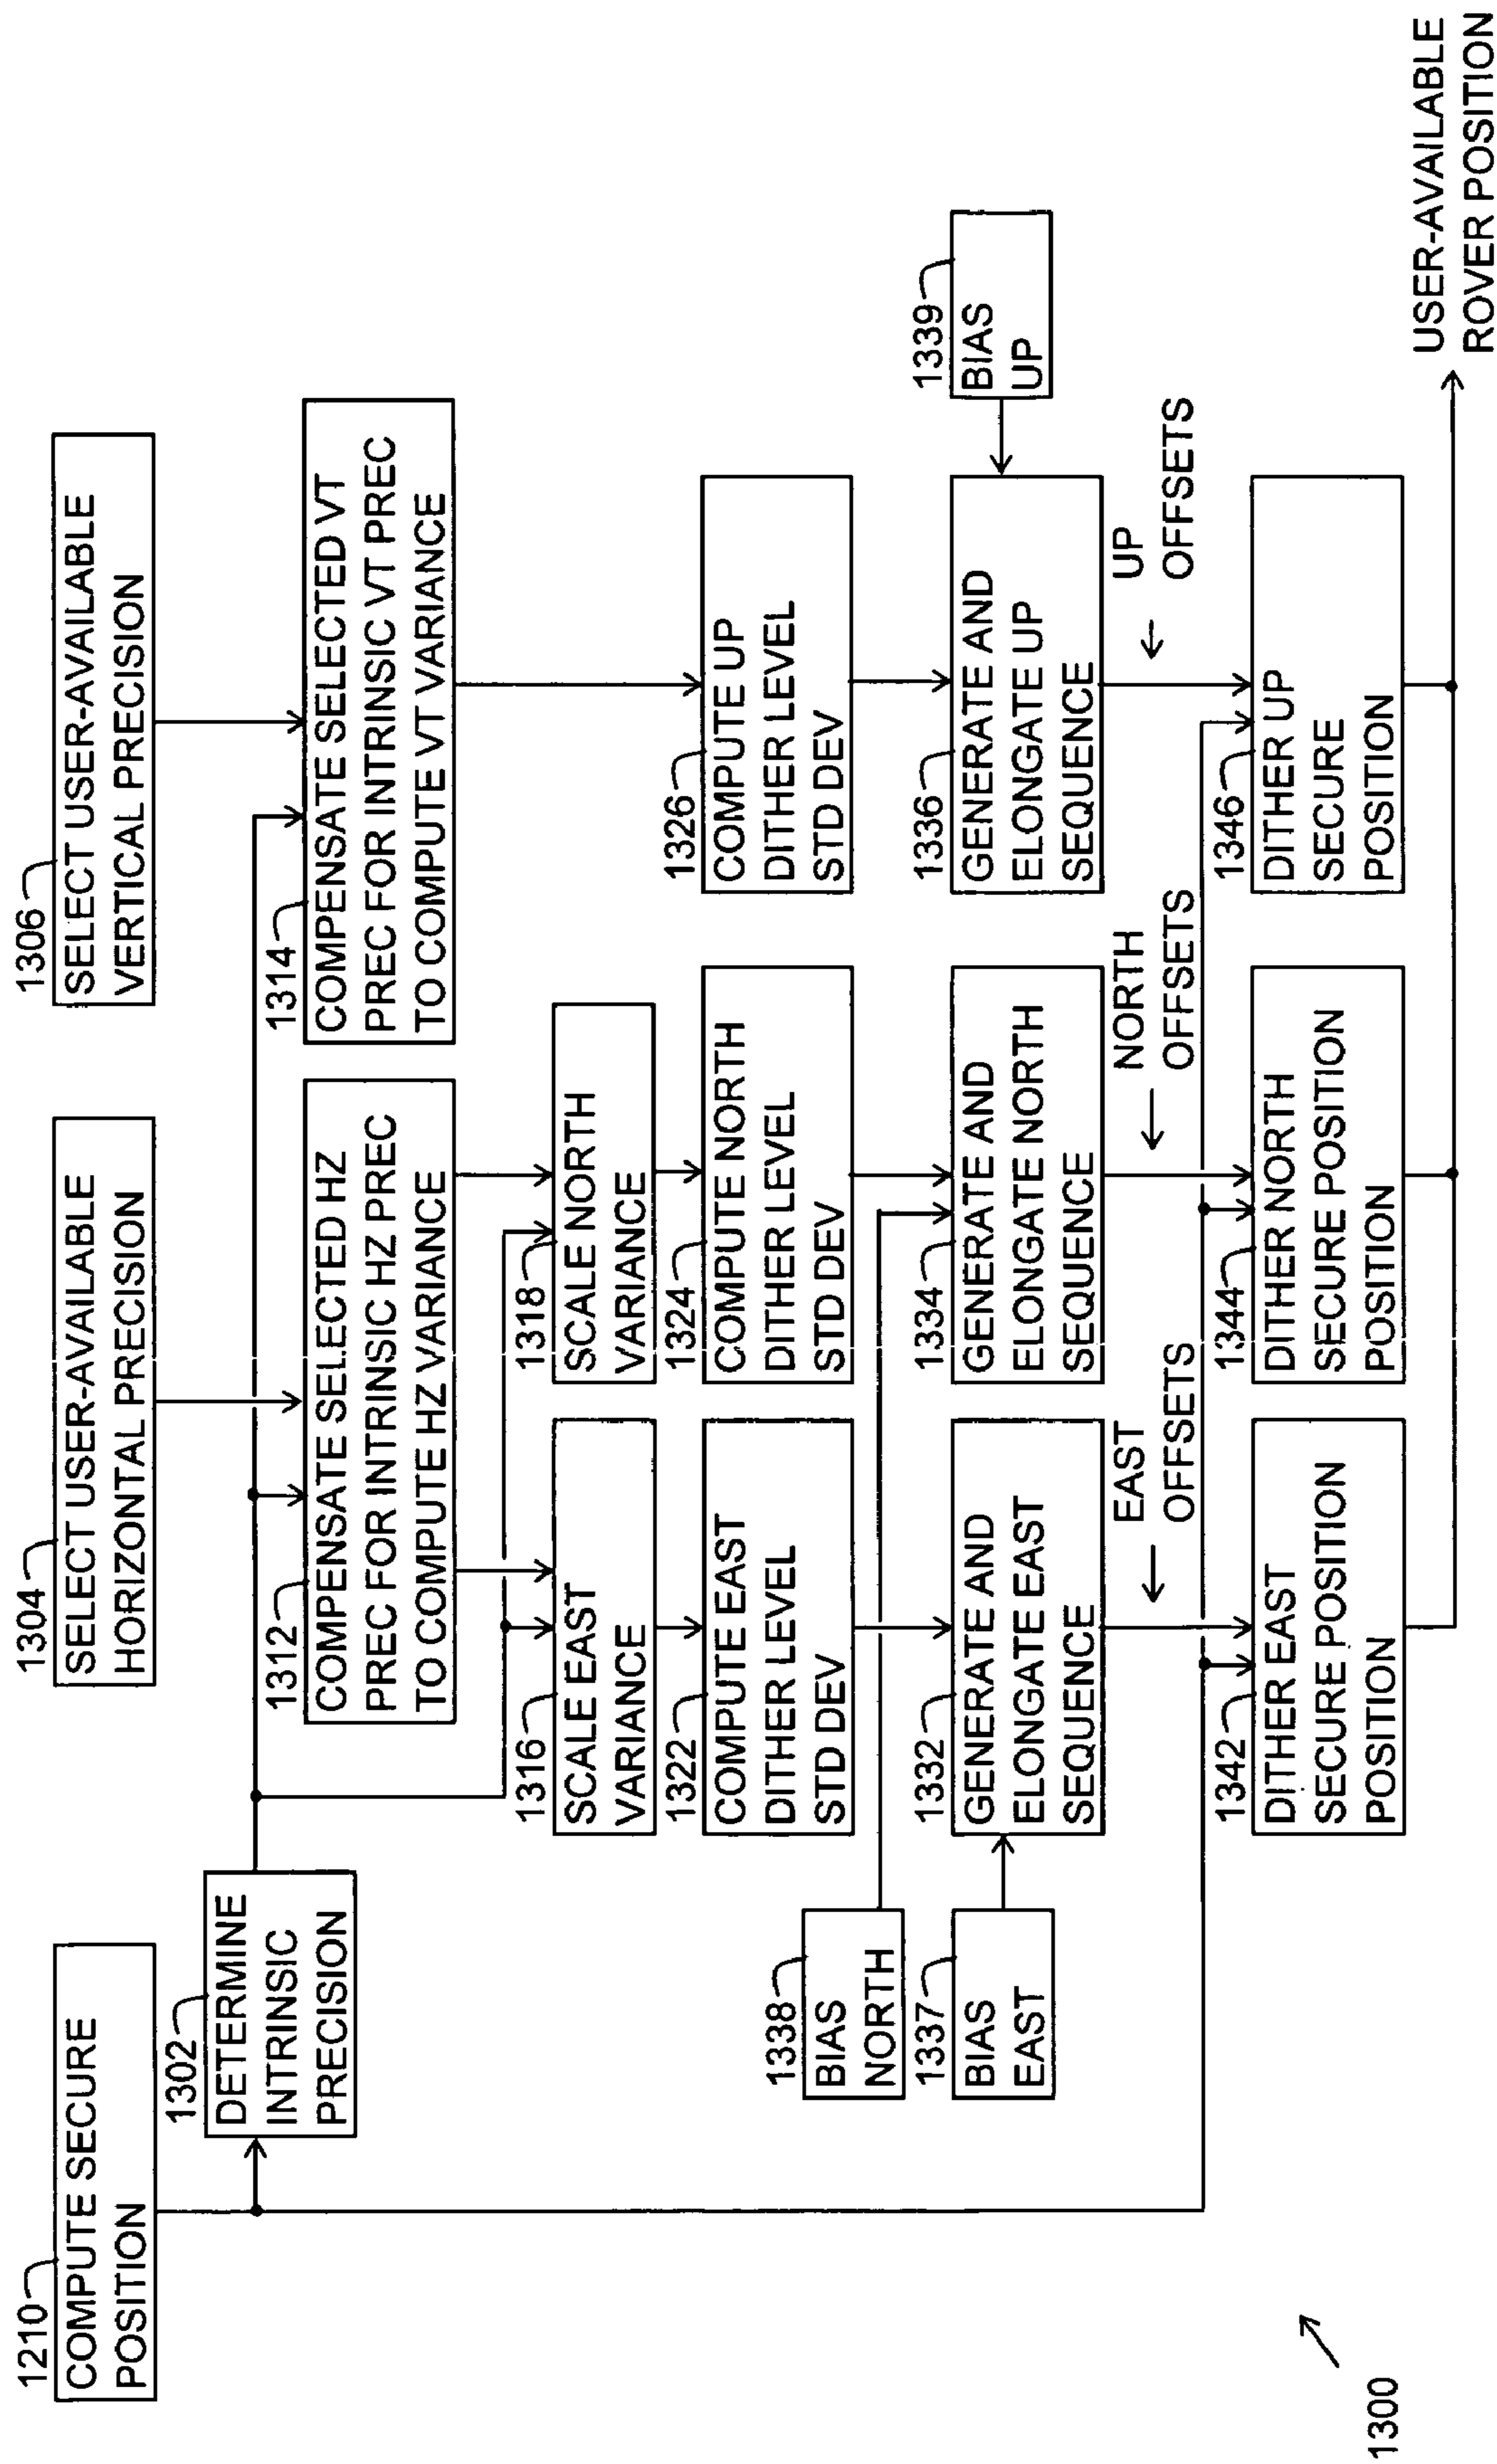 1210
COMPUTE SECURE
POSITION
1304
SELECT USER-AVAILABLE
HORIZONTAL PRECISION
1306
SELECT USER-AVAILABLE
VERTICAL PRECISION
1302
DETERMINE
INTRINSIC
PRECISION
1312
COMPENSATE SELECTED HZ
PREC FOR INTRINSIC HZ PREC
TO COMPUTE HZ VARIANCE
1314
COMPENSATE SELECTED VT
PREC FOR INTRINSIC VT PREC
TO COMPUTE VT VARIANCE
1316
SCALE EAST
VARIANCE
1318
SCALE NORTH
VARIANCE
1322
COMPUTE EAST
DITHER LEVEL
STD DEV
1324
COMPUTE NORTH
DITHER LEVEL
STD DEV
1326
COMPUTE UP
DITHER LEVEL
STD DEV
1338
BIAS
NORTH
1337
BIAS
EAST
1332
GENERATE AND
ELONGATE EAST
SEQUENCE
1334
GENERATE AND
ELONGATE NORTH
SEQUENCE
1336
GENERATE AND
ELONGATE UP
SEQUENCE
1339
BIAS
UP
EAST
OFFSETS
NORTH
OFFSETS
UP
OFFSETS
1342
DITHER EAST
SECURE POSITION
POSITION
1344
DITHER NORTH
SECURE POSITION
POSITION
1346
DITHER UP
SECURE
POSITION
USER-AVAILABLE
ROVER POSITION
1300